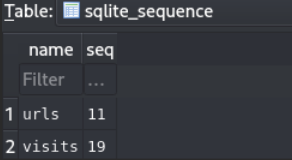 Table: sqlite_sequence
name seq
Filter ...
1 urls 11
2 visits 19